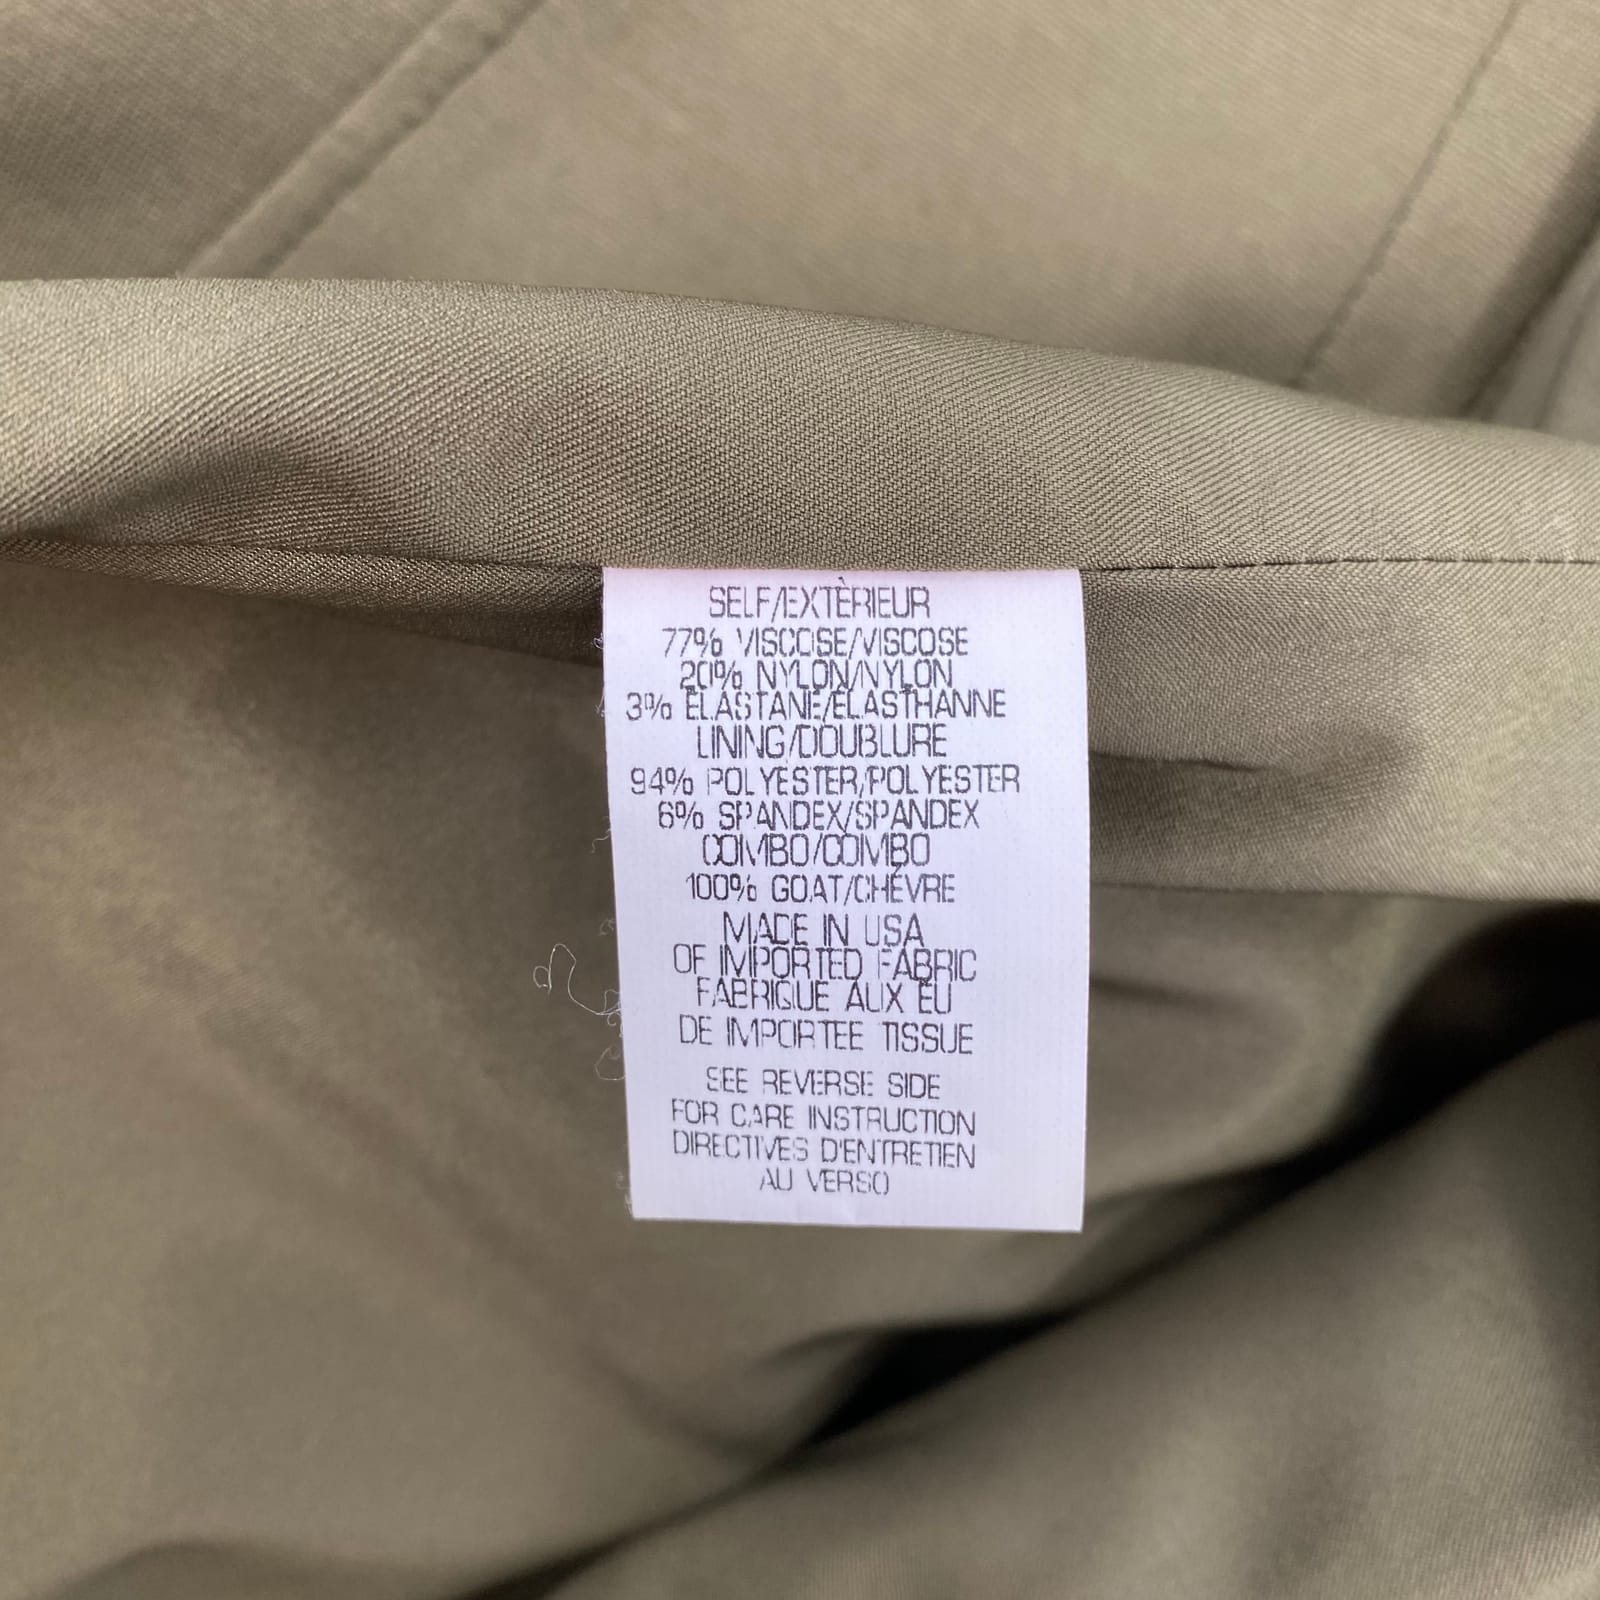 SELF/EXTÈRIEUR
77% VISCOSE/VISCOSE
20% NYLON/NYLON
3% ELASTANE/ÉLASTHANNE
LINING/DOUBLURE
94% POLYESTER/POLYESTER
6% SPANDEX/SPANDEX
COMBO/COMBO
100% GOAT/CHÉVRE
MADE IN USA
OF IMPORTED FABRIC
FABRIQUE AUX EU
DE IMPORTEE TISSUE
SEE REVERSE SIDE
FOR CARE INSTRUCTION
DIRECTIVES D'ENTRETIEN
AU VERSO